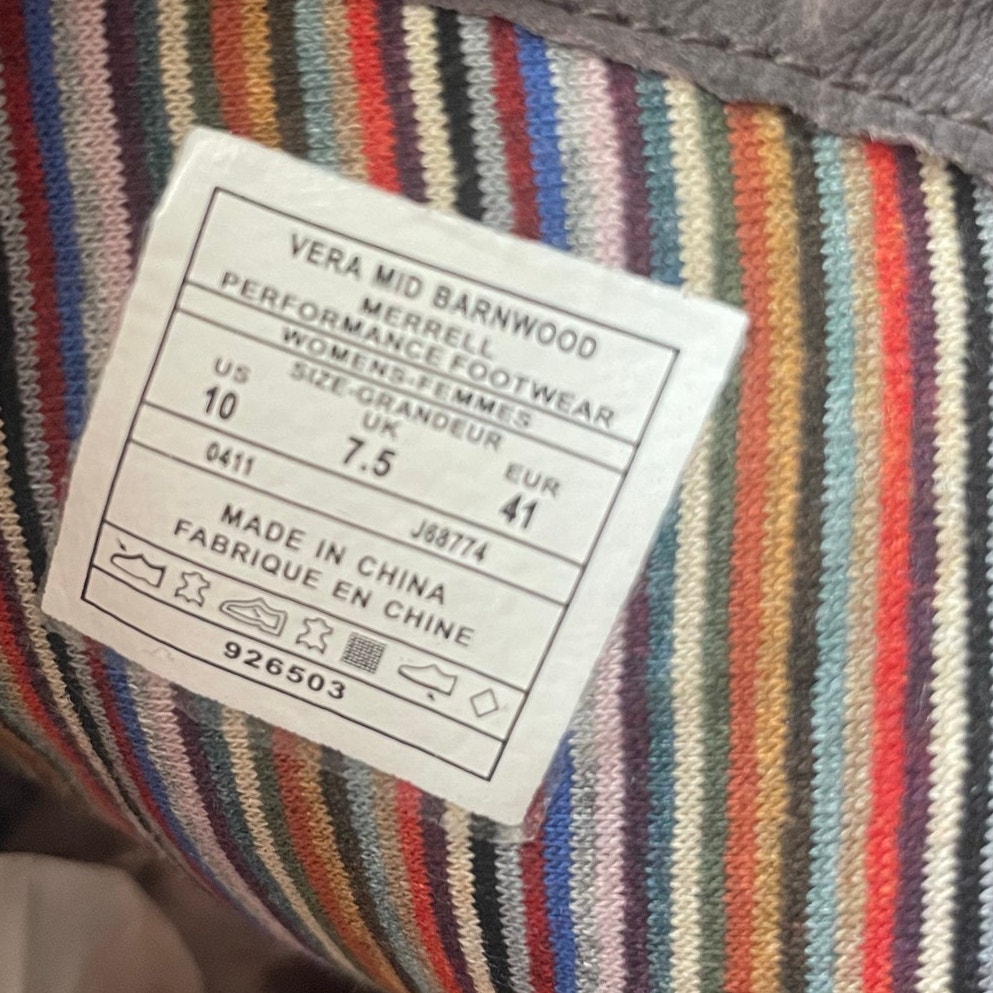 VERA MID BARNWOOD
MERRELL
PERFORMANCE FOOTWEAR
WOMENS-FEMMES
SIZE-GRANDEUR
US UK EUR
10 7.5 41
0411 J68774
MADE IN CHINA
FABRIQUE EN CHINE
926503